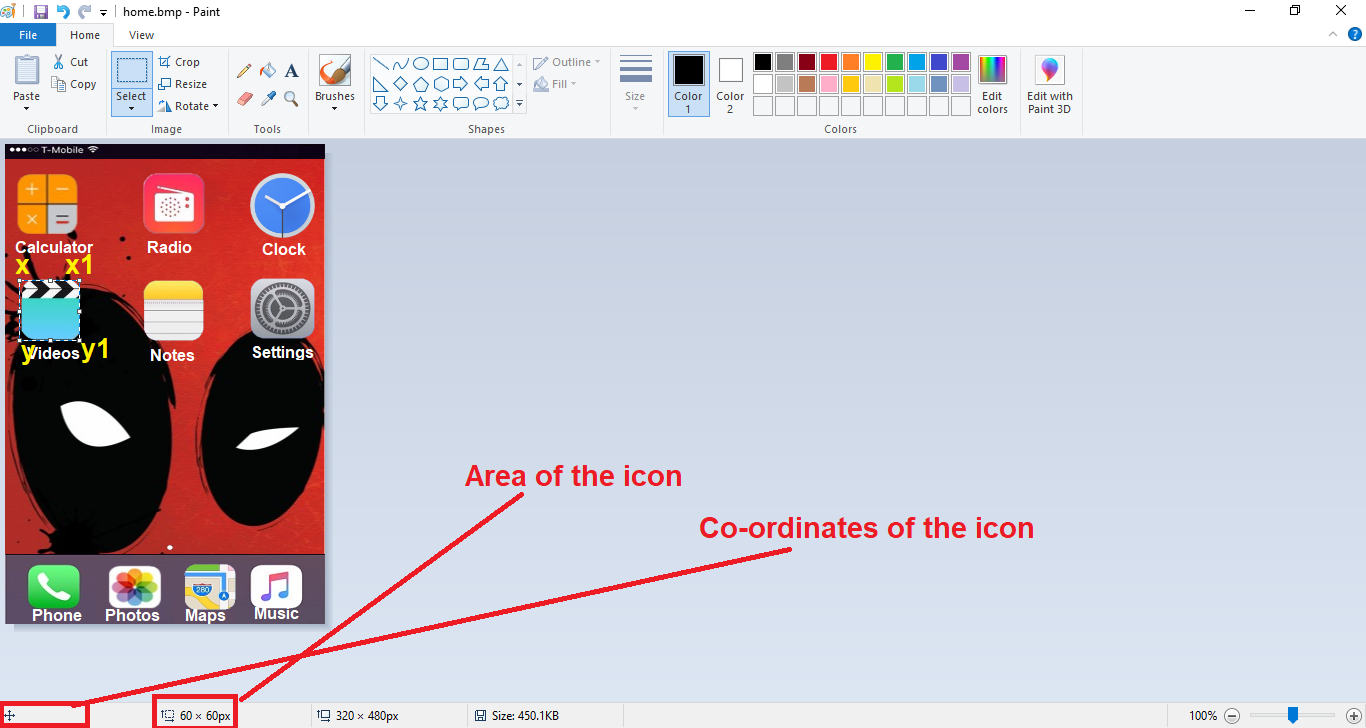 home.bmp - Paint
File Home View
Cut
Copy
Paste
Clipboard
Select
Crop
Resize
Rotate
Image
A
Tools
Brushes
Outline
Fill
Shapes
Size
Color 1
Color 2
Edit colors
Colors
Edit with Paint 3D
T-Mobile
Calculator Radio Clock
x x1
Videos Notes Settings
y y1
280
Phone Photos Maps Music
Area of the icon
Co-ordinates of the icon
60 × 60px 320 × 480px Size: 450.1KB 100%